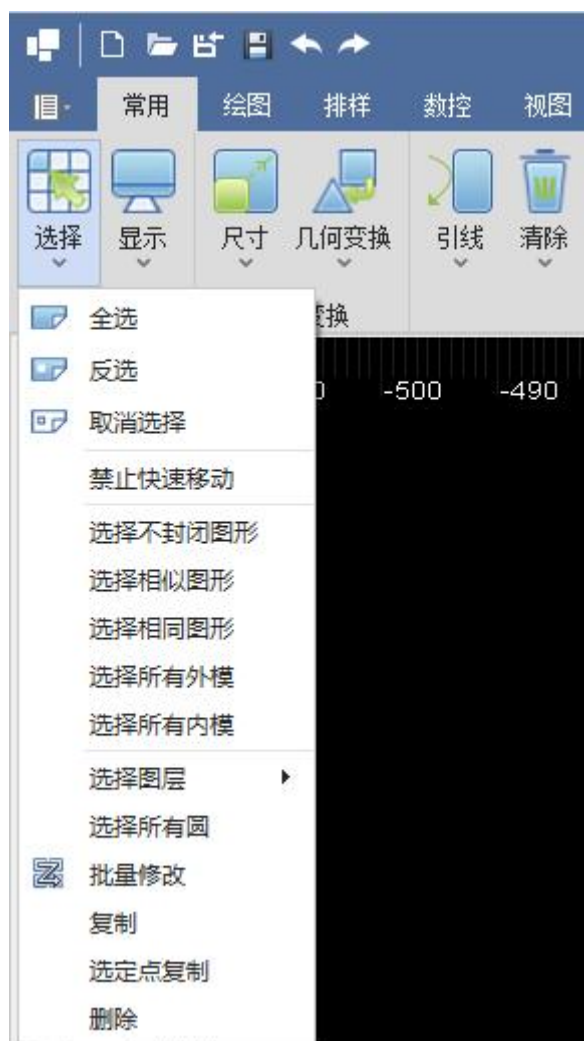 常用 绘图 排样 数控 视图
选择 显示 尺寸 几何变换 引线 清除
全选
变换
反选
-500 -490
取消选择
禁止快速移动
选择不封闭图形
选择相似图形
选择相同图形
选择所有外模
选择所有内模
选择图层
选择所有圆
批量修改
复制
选定点复制
删除